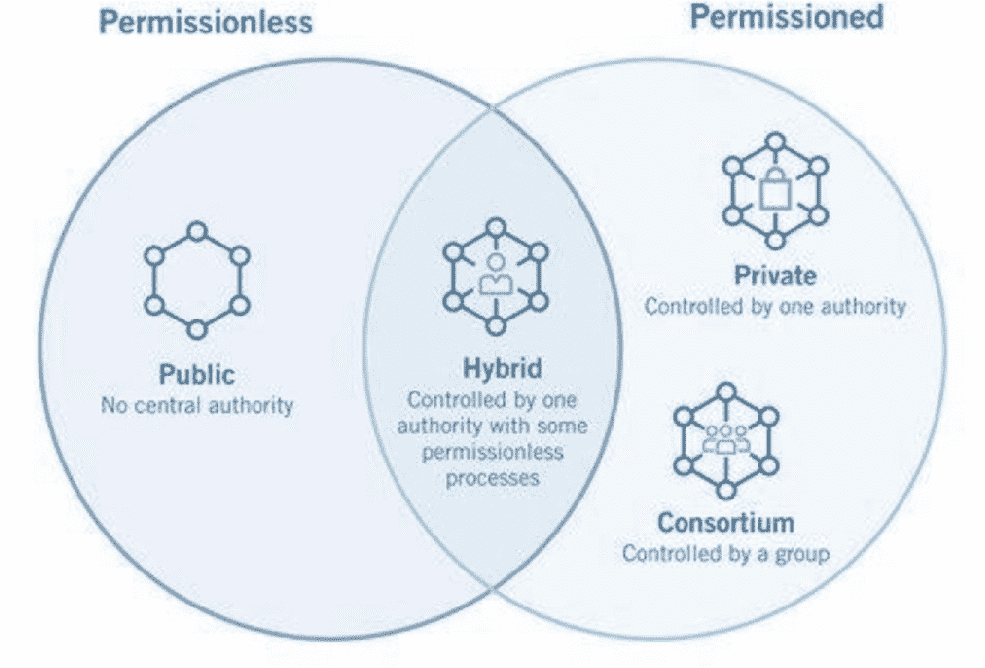 Permissionless
Permissioned
Private
Controlled by one authority
Public
No central authority
Hybrid
Controlled by one
authority with some
permissionless
processes
Consortium
Controlled by a group